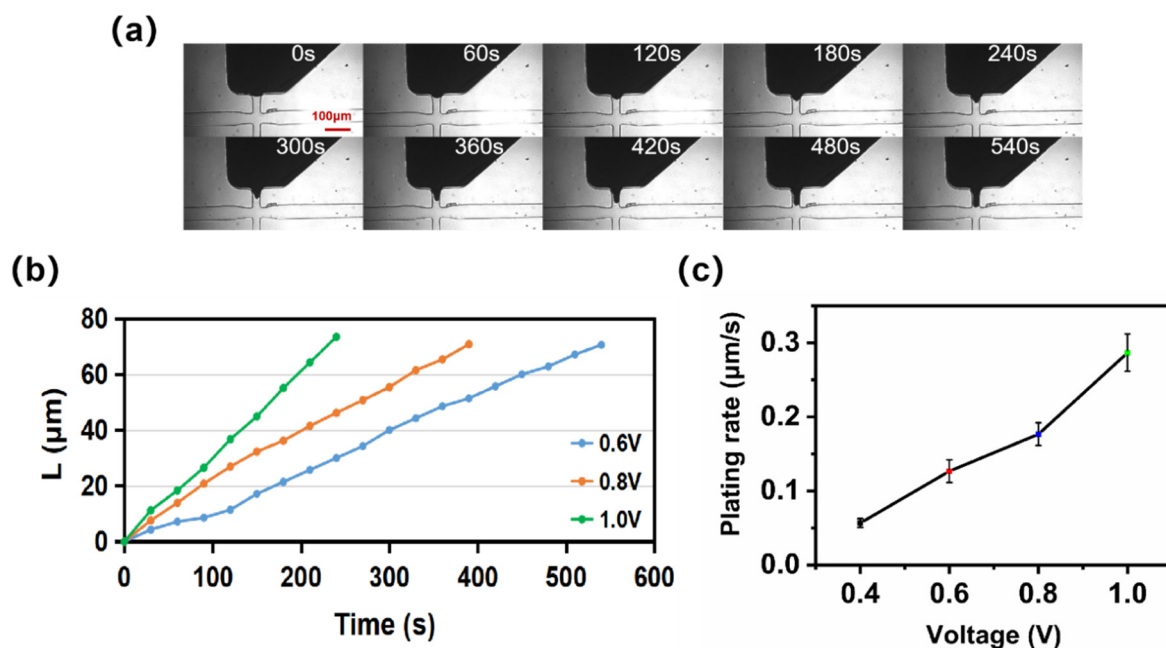 (a)
0s 60s 120s 180s 240s
100μm
300s 360s 420s 480s 540s
(b)
80
60
40
20
0
0 100 200 300 400 500 600
L (μm)
Time (s)
0.6V
0.8V
1.0V
(c)
0.3
0.2
0.1
0.0
0.4 0.6 0.8 1.0
Plating rate (μm/s)
Voltage (V)